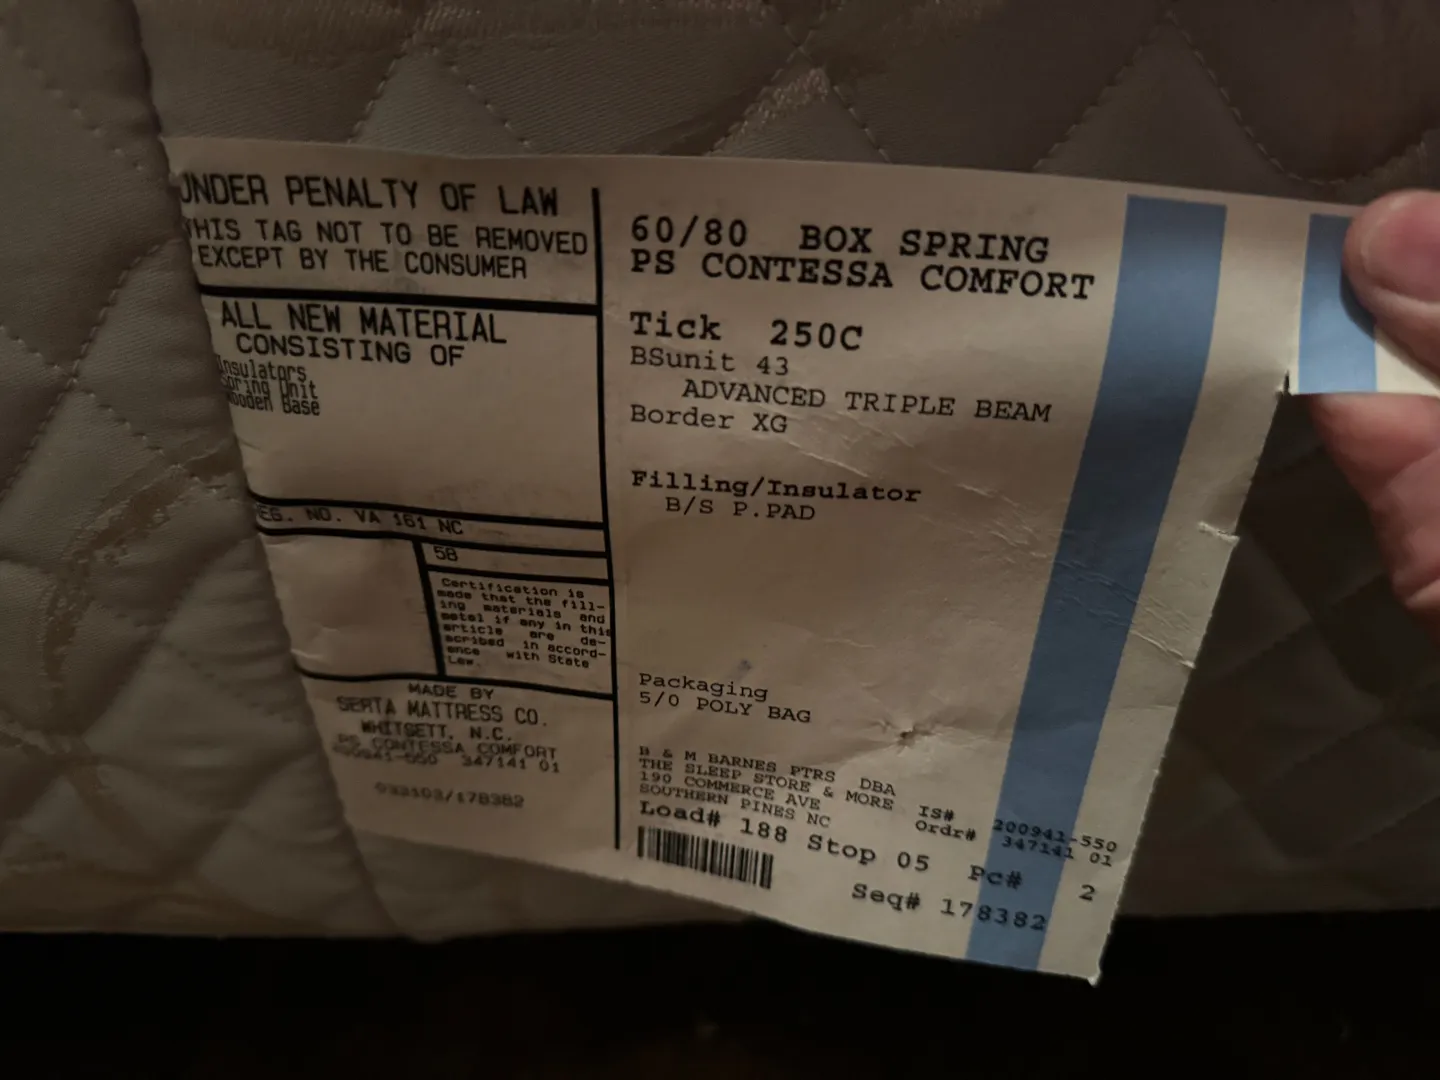 UNDER PENALTY OF LAW
THIS TAG NOT TO BE REMOVED
EXCEPT BY THE CONSUMER
ALL NEW MATERIAL
CONSISTING OF
Insulators
Spring Unit
Wooden Base
REG. NO. VA 161 NC
5B
Certification is
made that the fill-
ing materials and
metal if any in this
article are de-
scribed in accord-
ance with State
Law.
MADE BY
SERTA MATTRESS CO.
WHITSETT, N.C.
PS CONTESSA COMFORT
200941-550 347141 01
/178382
60/80 BOX SPRING
PS CONTESSA COMFORT
Tick 250C
BSunit 43
ADVANCED TRIPLE BEAM
Border XG
Filling/Insulator
B/S P.PAD
Packaging
5/0 POLY BAG
B & M BARNES PTRS DBA
THE SLEEP STORE & MORE
190 COMMERCE AVE
SOUTHERN PINES NC
IS# 200941-550
Ordr# 347141 01
Load# 188 Stop 05 Pc# 2
Seq# 178382